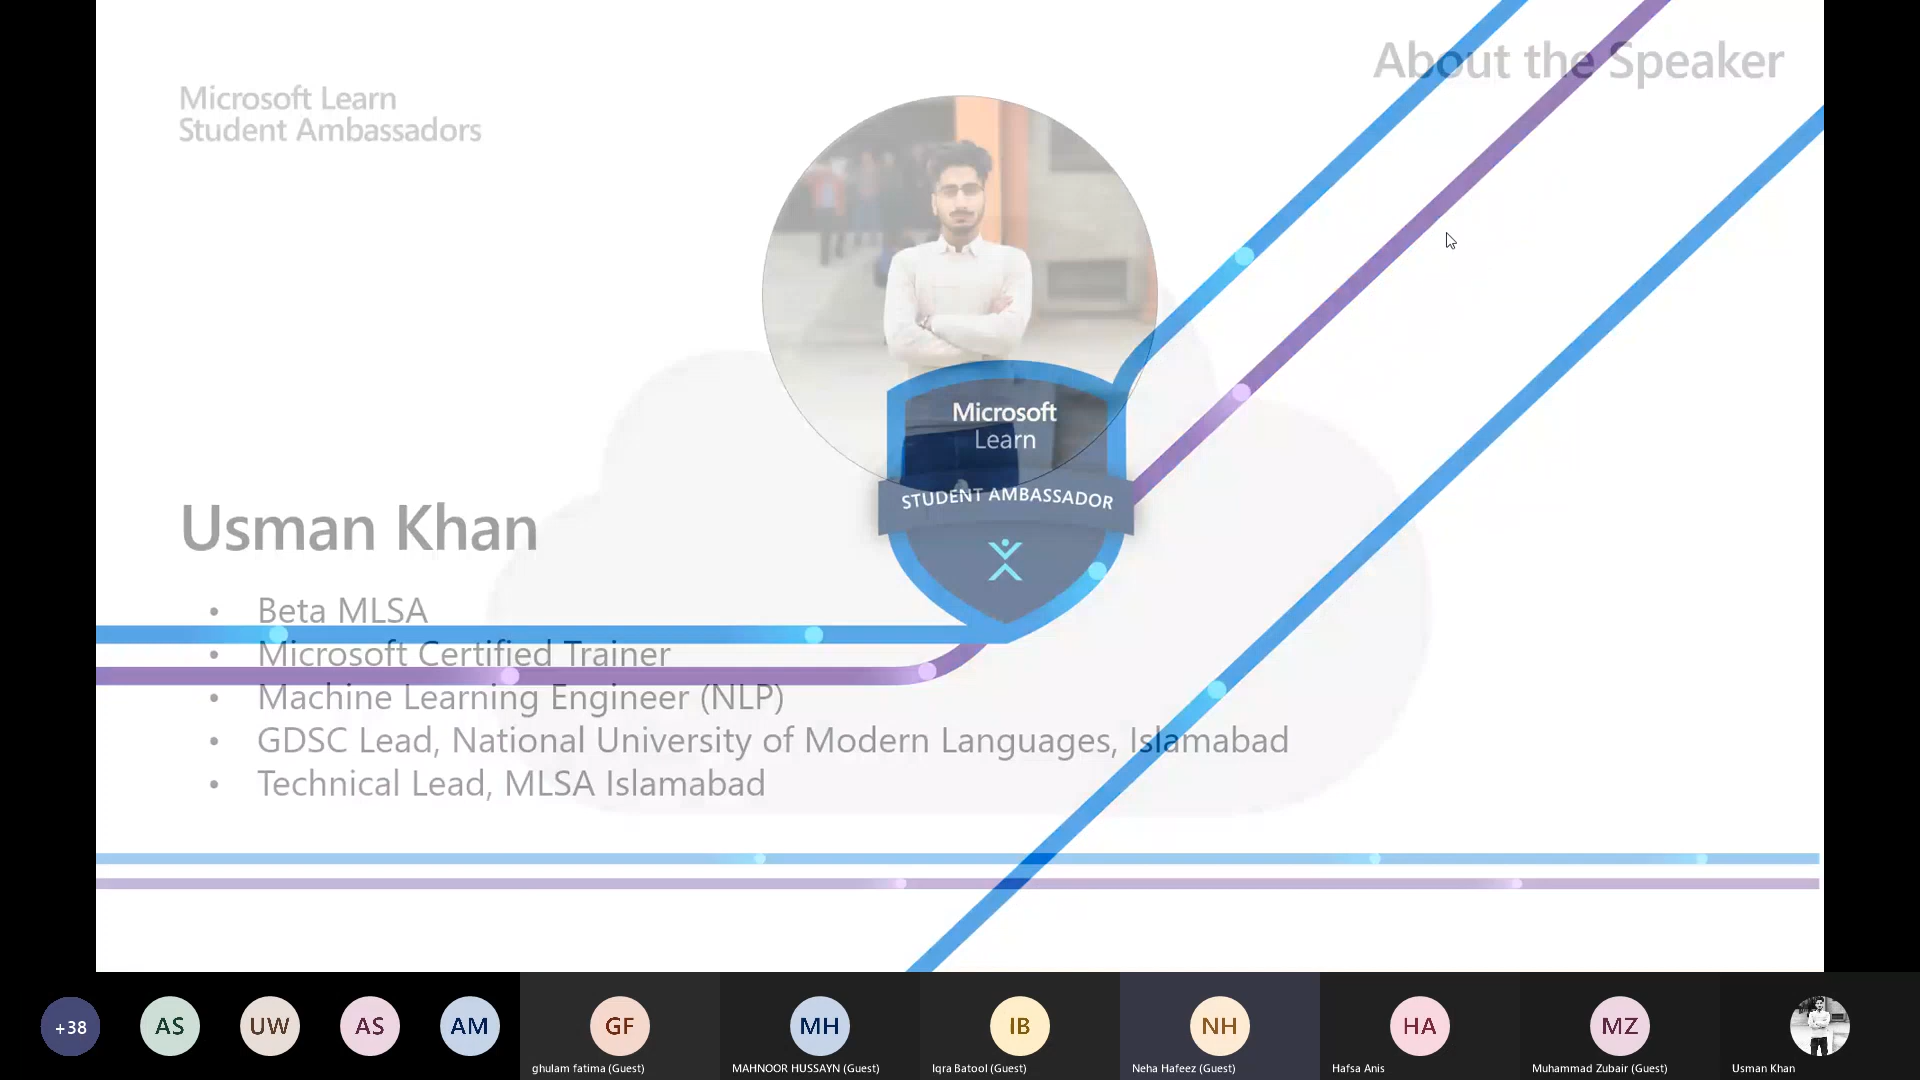 About the Speaker
Microsoft Learn
Student Ambassadors
Microsoft
Learn
STUDENT AMBASSADOR
Usman Khan
• Beta MLSA
• Microsoft Certified Trainer
• Machine Learning Engineer (NLP)
• GDSC Lead, National University of Modern Languages, Islamabad
• Technical Lead, MLSA Islamabad
+38
AS
UW
AS
AM
GF
MH
IB
NH
HA
MZ
ghulam fatima (Guest)
MAHNOOR HUSSAYN (Guest)
Iqra Batool (Guest)
Neha Hafeez (Guest)
Hafsa Anis
Muhammad Zubair (Guest)
Usman Khan